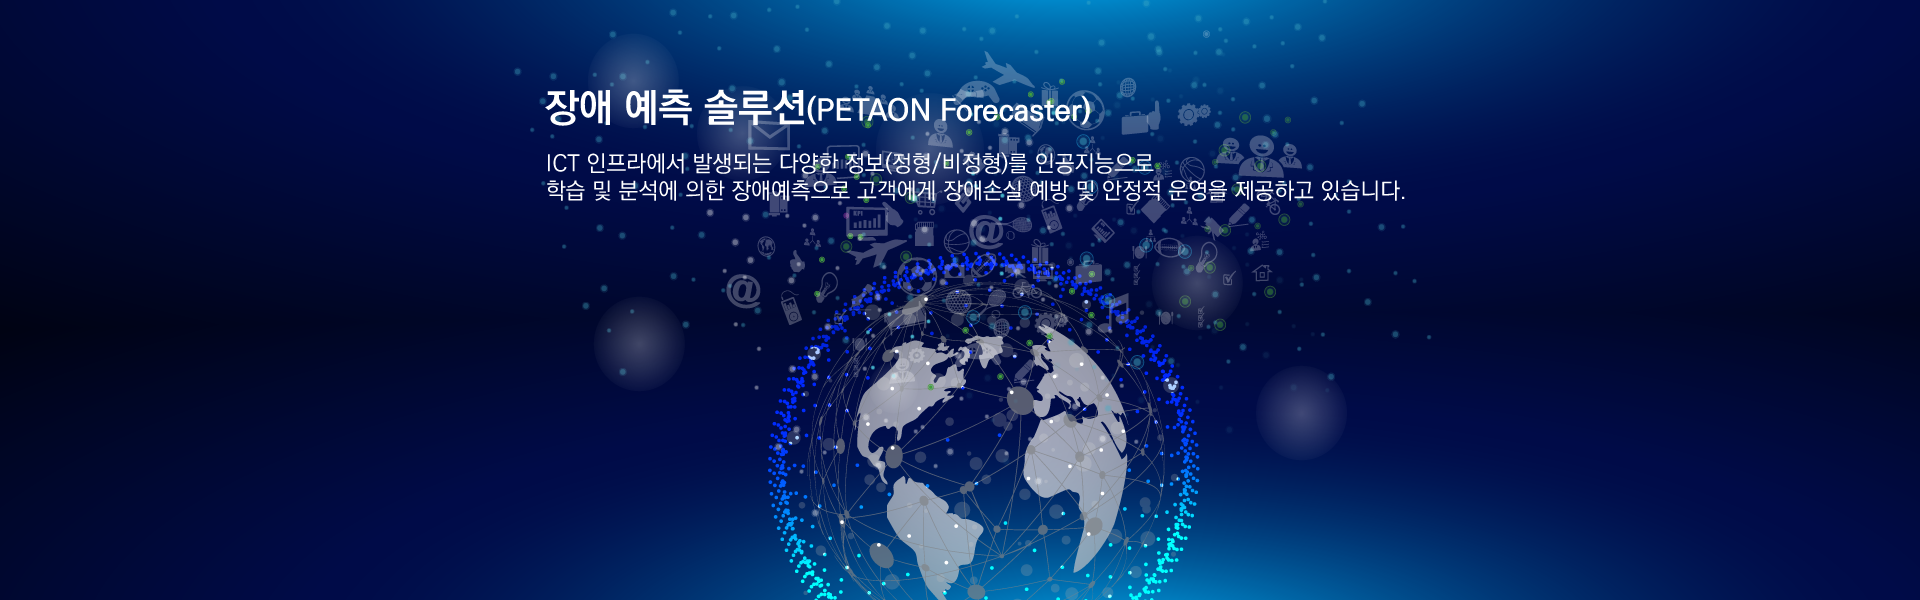 장애 예측 솔루션(PETAON Forecaster)
ICT 인프라에서 발생되는 다양한 정보(정형/비정형)를 인공지능으로
학습 및 분석에 의한 장애예측으로 고객에게 장애손실 예방 및 안정적 운영을 제공하고 있습니다.
KPI
@
@